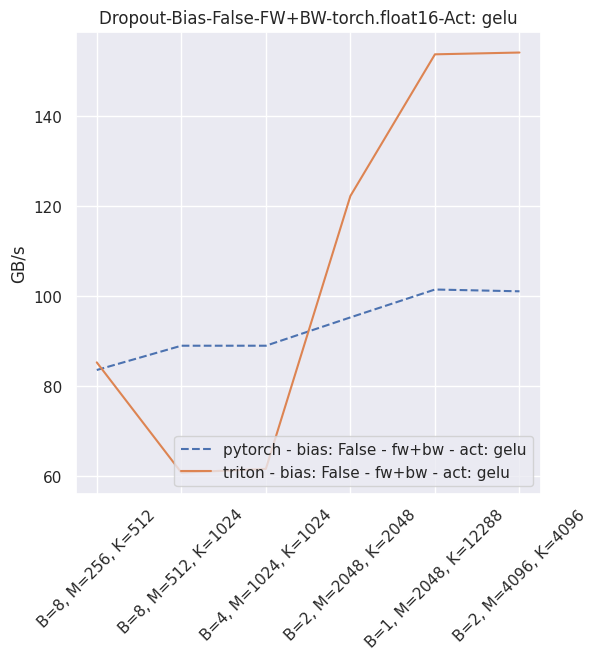 Dropout-Bias-False-FW+BW-torch.float16-Act: gelu
GB/s
140
120
100
80
60
pytorch - bias: False - fw+bw - act: gelu
triton - bias: False - fw+bw - act: gelu
B=8, M=256, K=512
B=8, M=512, K=1024
B=4, M=1024, K=1024
B=2, M=2048, K=2048
B=1, M=2048, K=12288
B=2, M=4096, K=4096